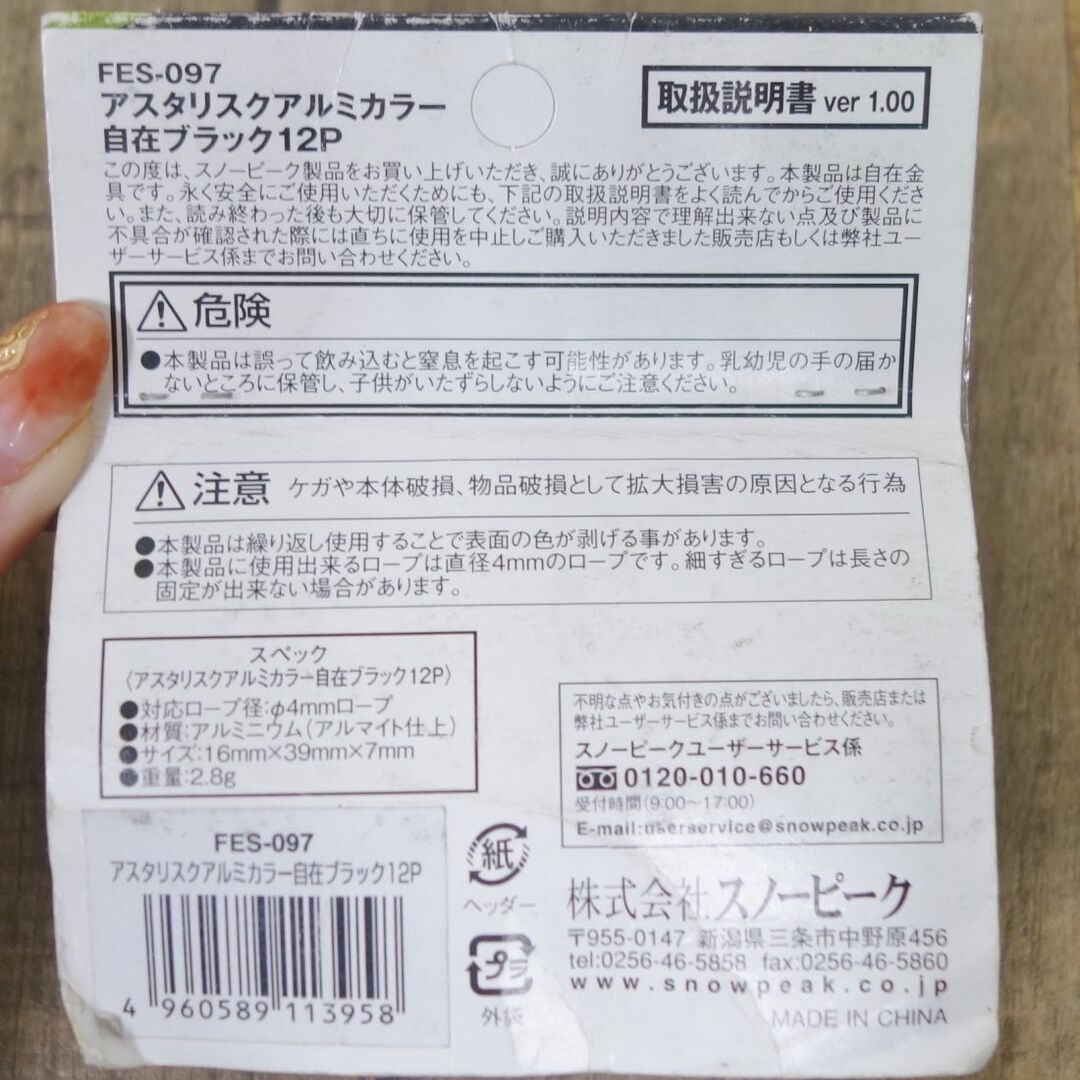 FES-097
アスタリスクアルミカラー
自在ブラック12P
取扱説明書 ver 1.00
この度は、スノーピーク製品をお買い上げいただき、誠にありがとうございます。本製品は自在金
具です。永く安全にご使用いただくためにも、下記の取扱説明書をよく読んでからご使用くださ
い。また、読み終わった後も大切に保管してください。説明内容で理解出来ない点及び製品に
不具合が確認された際には直ちに使用を中止しご購入いただきました販売店もしくは弊社ユー
ザーサービス係までお問い合わせください。
危険
●本製品は誤って飲み込むと窒息を起こす可能性があります。乳幼児の手の届か
ないところに保管し、子供がいたずらしないようにご注意ください。
注意 ケガや本体破損、物品破損として拡大損害の原因となる行為
●本製品は繰り返し使用することで表面の色が剥げる事があります。
●本製品に使用出来るロープは直径4mmのロープです。細すぎるロープは長さの
固定が出来ない場合があります。
スペック
〈アスタリスクアルミカラー自在ブラック12P〉
●対応ロープ径:φ4mmロープ
●材質:アルミニウム(アルマイト仕上)
●サイズ:16mm×39mm×7mm
●重量:2.8g
不明な点やお気付きの点がございましたら、販売店または
弊社ユーザーサービス係までお問い合わせください。
スノーピークユーザーサービス係
0120-010-660
受付時間(9:00〜17:00)
E-mail:userservice@snowpeak.co.jp
FES-097
アスタリスクアルミカラー自在ブラック12P
4 960589 113958
紙
ヘッダー
プラ
外袋
株式会社スノーピーク
〒955-0147 新潟県三条市中野原456
tel:0256-46-5858 fax:0256-46-5860
www.snowpeak.co.jp
MADE IN CHINA